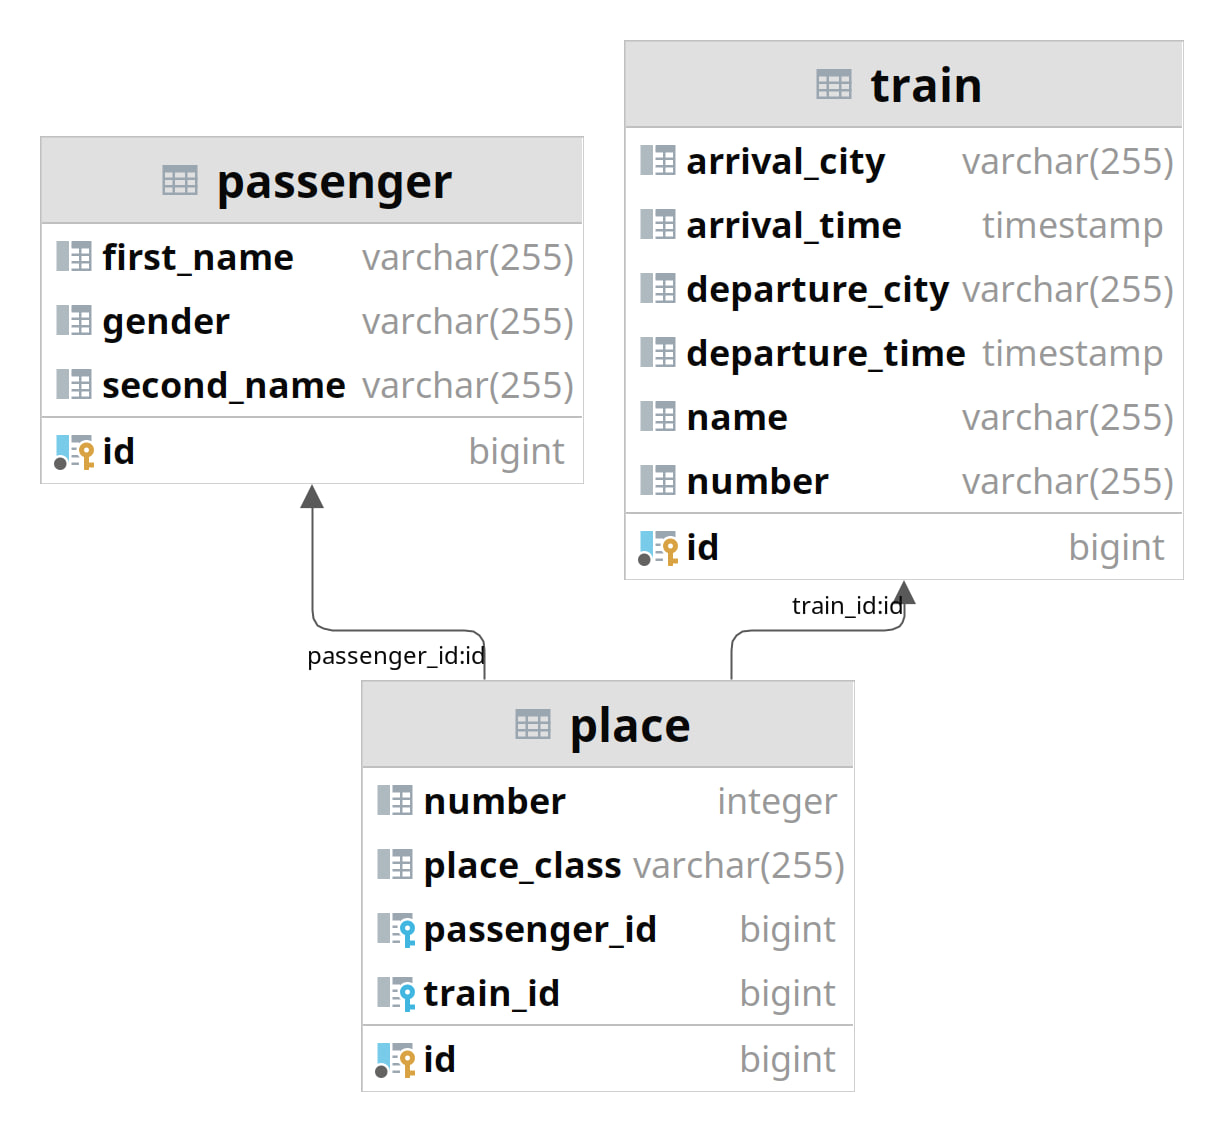 passenger
first_name varchar(255)
gender varchar(255)
second_name varchar(255)
id bigint
train
arrival_city varchar(255)
arrival_time timestamp
departure_city varchar(255)
departure_time timestamp
name varchar(255)
number varchar(255)
id bigint
passenger_id:id
train_id:id
place
number integer
place_class varchar(255)
passenger_id bigint
train_id bigint
id bigint